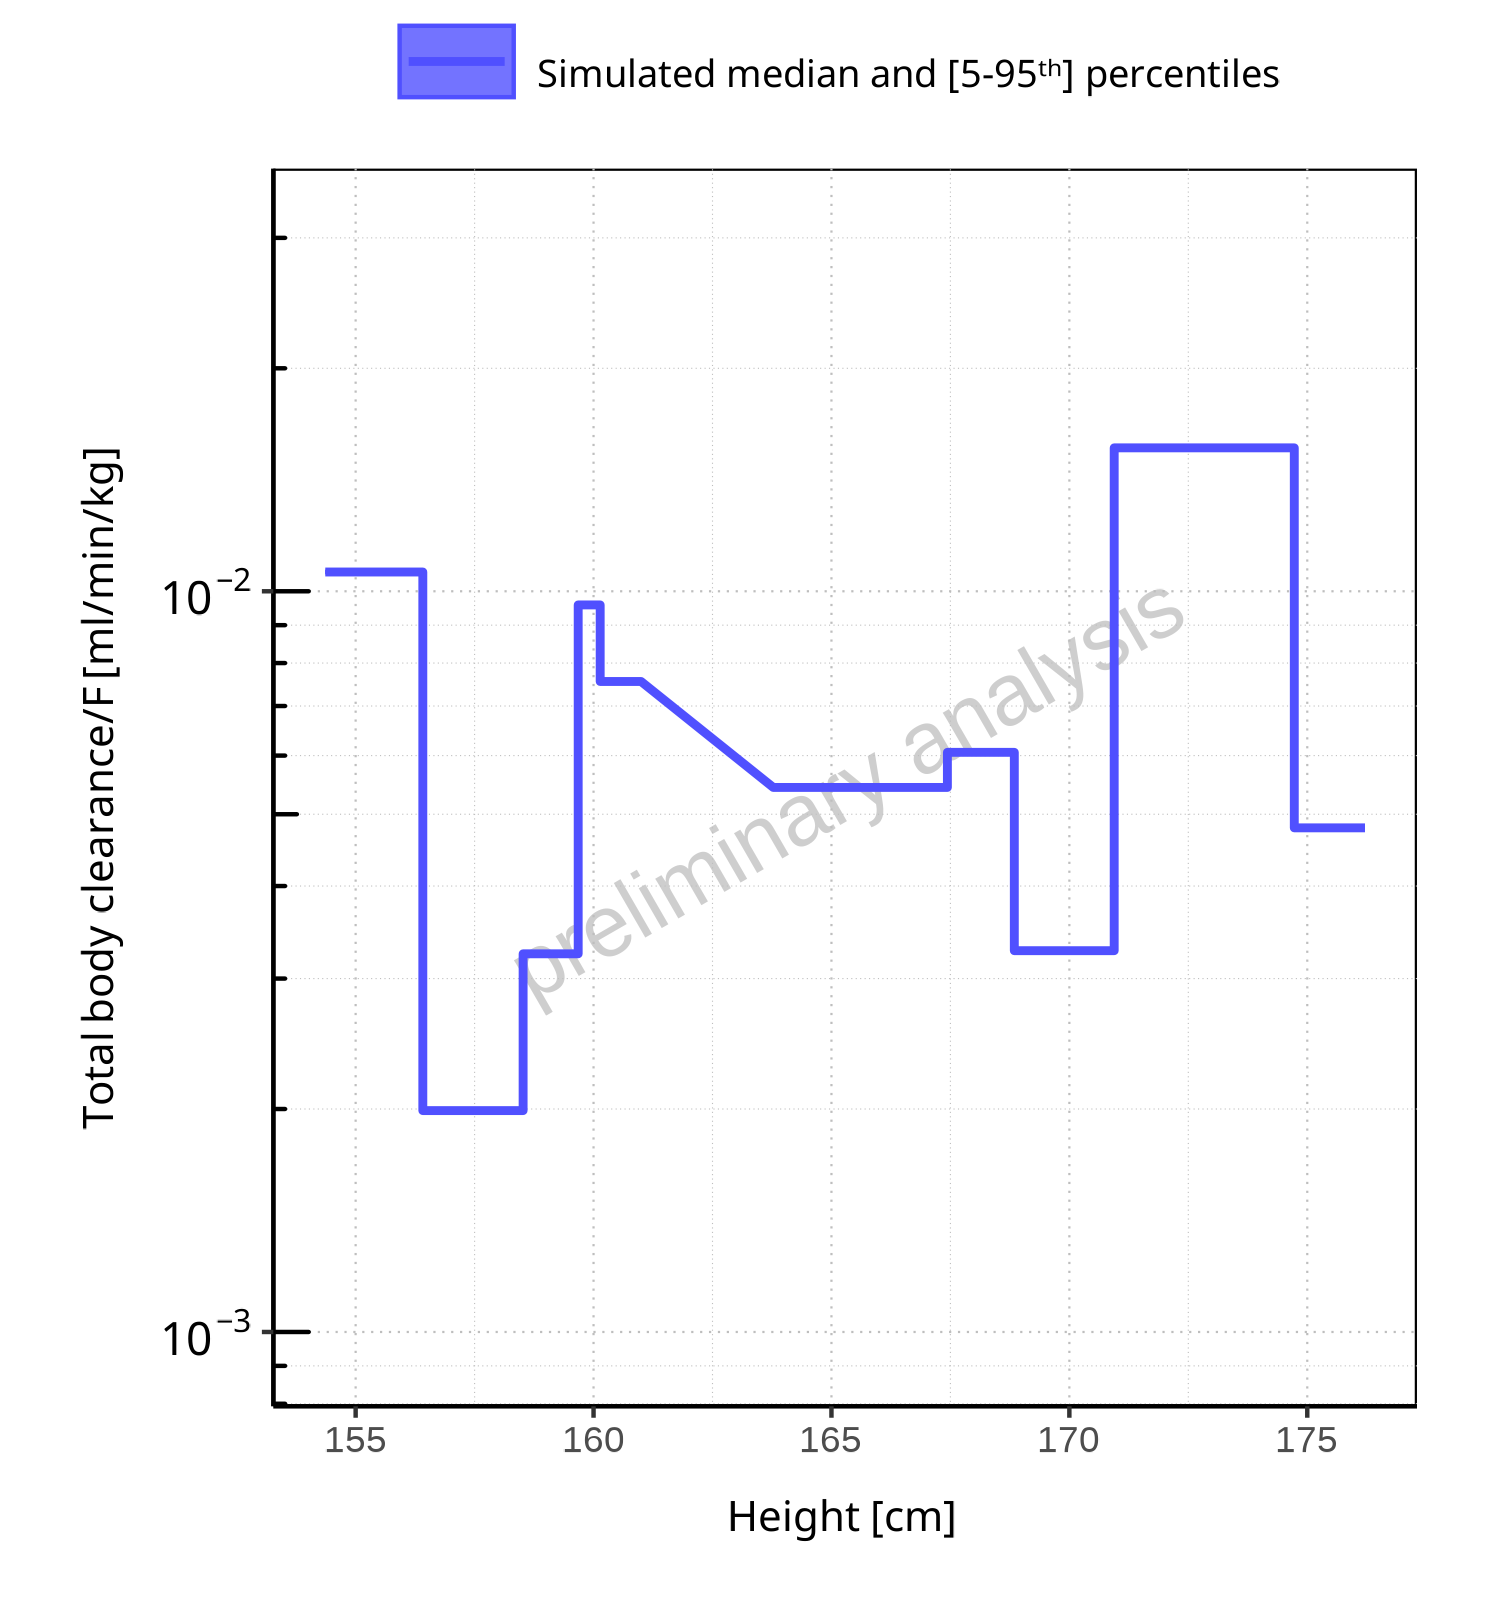 Simulated median and [5-95ᵗʰ] percentiles
Total body clearance/F [ml/min/kg]
10⁻²
10⁻³
preliminary analysis
155 160 165 170 175
Height [cm]